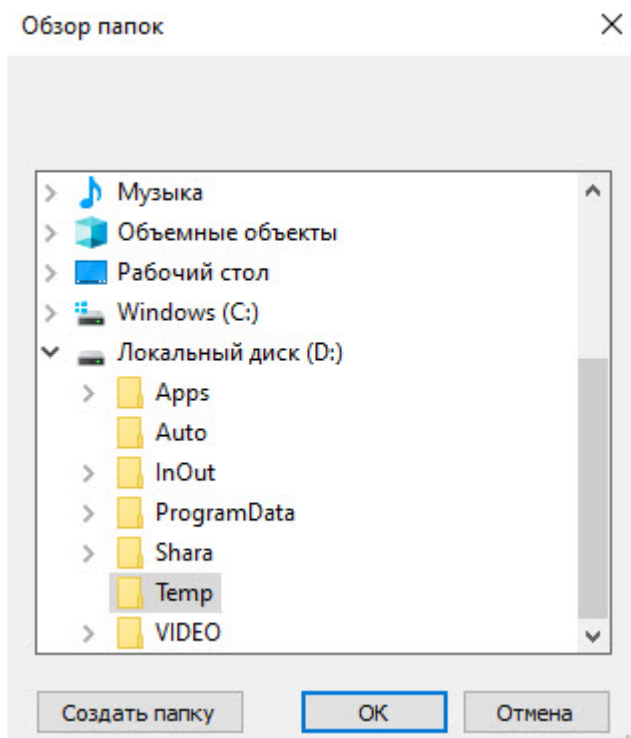 Обзор папок
Музыка
Объемные объекты
Рабочий стол
Windows (C:)
Локальный диск (D:)
Apps
Auto
InOut
ProgramData
Shara
Temp
VIDEO
Создать папку
ОК
Отмена